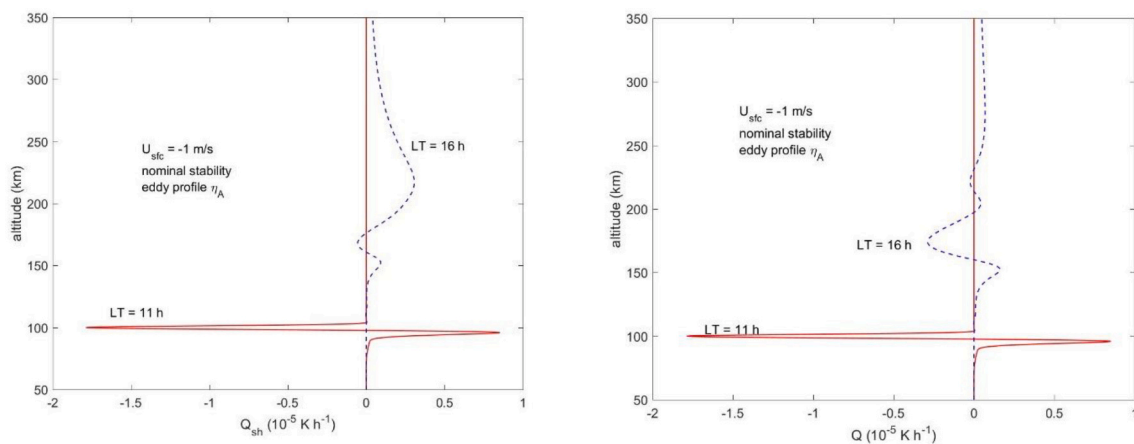 350
300
250
200
150
100
50
altitude (km)
U_sfc = -1 m/s
nominal stability
eddy profile η_A
LT = 16 h
LT = 11 h
-2 -1.5 -1 -0.5 0 0.5 1
Q_sh (10^-5 K h^-1)
350
300
250
200
150
100
50
altitude (km)
U_sfc = -1 m/s
nominal stability
eddy profile η_A
LT = 16 h
LT = 11 h
-2 -1.5 -1 -0.5 0 0.5 1
Q (10^-5 K h^-1)